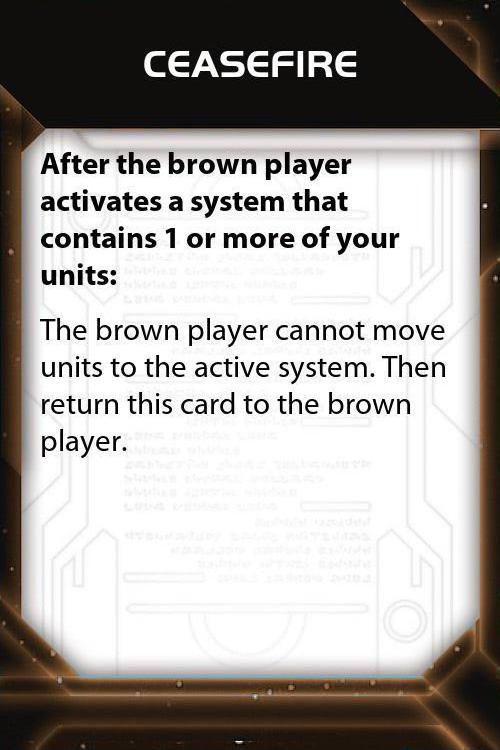 CEASEFIRE
After the brown player
activates a system that
contains 1 or more of your
units:
The brown player cannot move
units to the active system. Then
return this card to the brown
player.